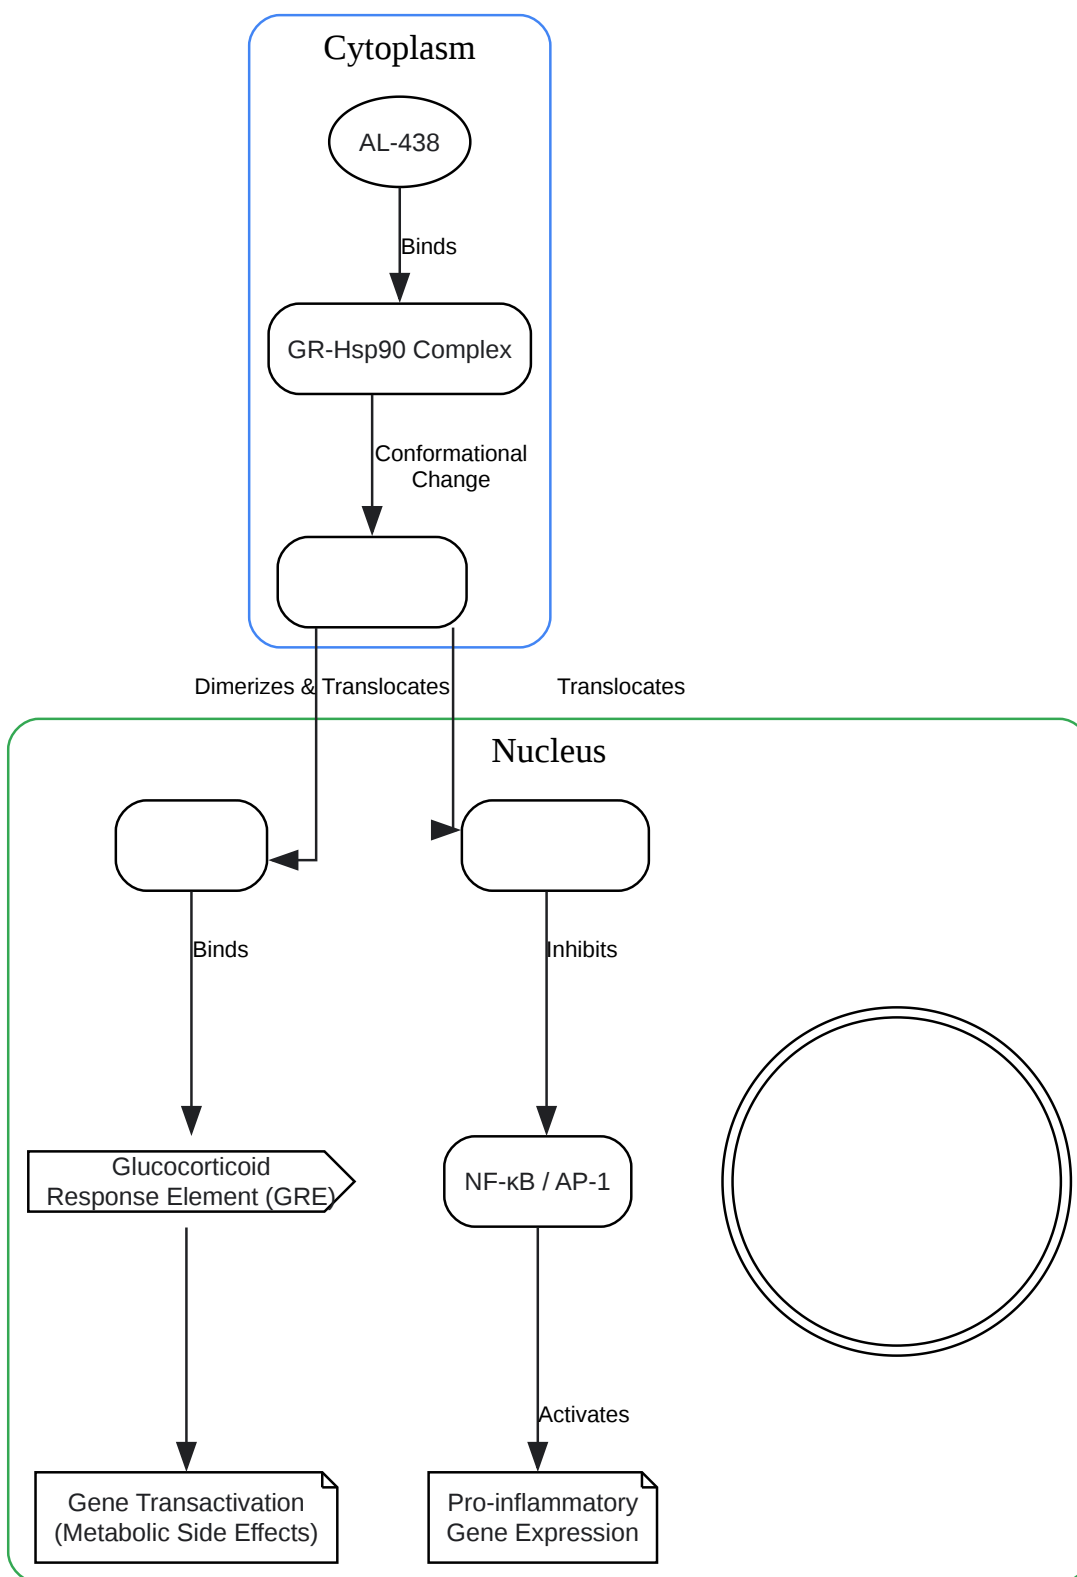 Cytoplasm
AL-438
Binds
GR-Hsp90 Complex
Conformational
Change
Dimerizes & Translocates
Translocates
Nucleus
Binds
Inhibits
Glucocorticoid
Response Element (GRE)
NF-κB / AP-1
Activates
Gene Transactivation
(Metabolic Side Effects)
Pro-inflammatory
Gene Expression